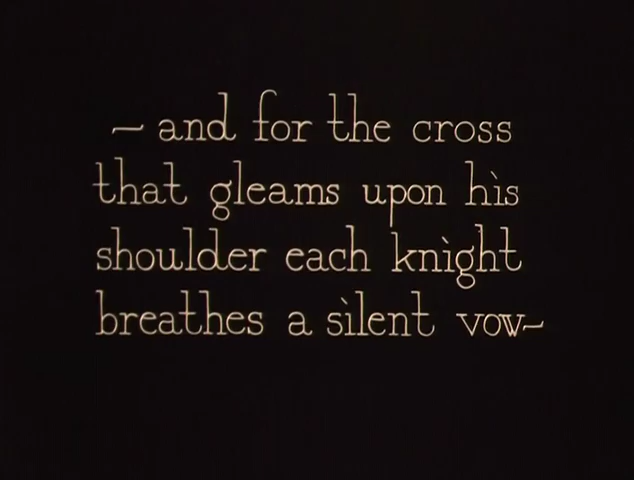 — and for the cross
that gleams upon his
shoulder each knight
breathes a silent vow—